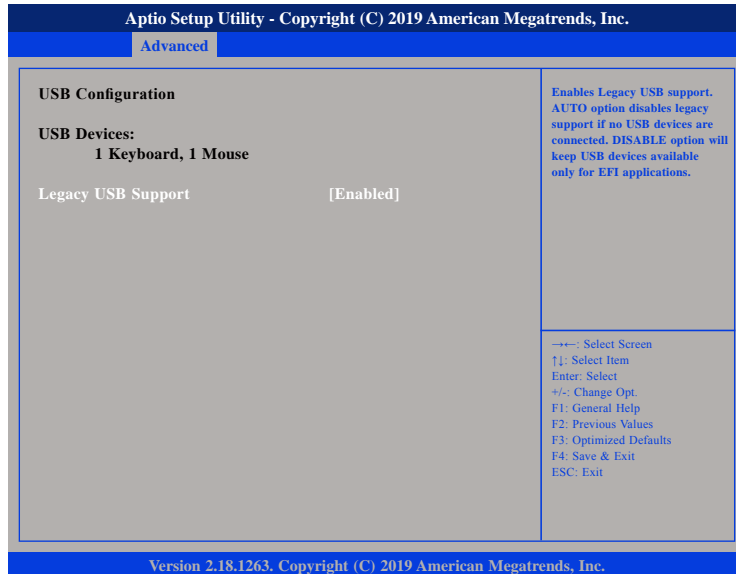 Aptio Setup Utility - Copyright (C) 2019 American Megatrends, Inc.
Advanced
USB Configuration
USB Devices:
1 Keyboard, 1 Mouse
Legacy USB Support [Enabled]
Enables Legacy USB support.
AUTO option disables legacy
support if no USB devices are
connected. DISABLE option will
keep USB devices available
only for EFI applications.
→←: Select Screen
↑↓: Select Item
Enter: Select
+/-: Change Opt.
F1: General Help
F2: Previous Values
F3: Optimized Defaults
F4: Save & Exit
ESC: Exit
Version 2.18.1263. Copyright (C) 2019 American Megatrends, Inc.